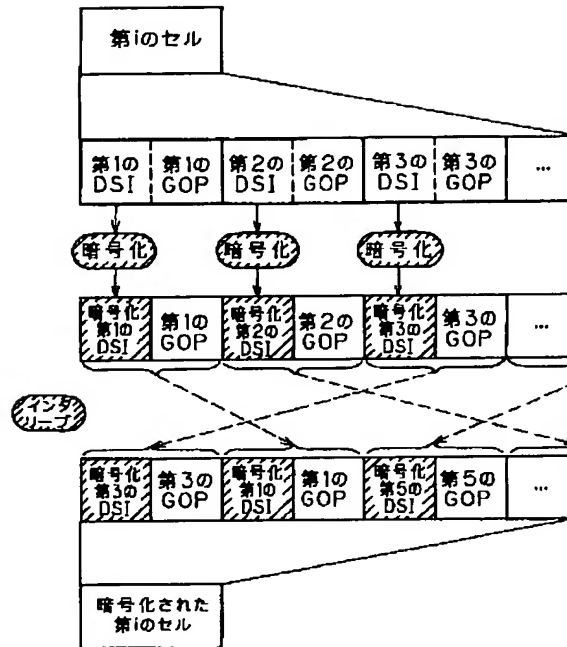 第iのセル
第1の
DSI
第1の
GOP
第2の
DSI
第2の
GOP
第3の
DSI
第3の
GOP
…
暗号化
暗号化
暗号化
暗号化
第1の
DSI
第1の
GOP
暗号化
第2の
DSI
第2の
GOP
暗号化
第3の
DSI
第3の
GOP
…
インタ
リーブ
暗号化
第3の
DSI
第3の
GOP
暗号化
第1の
DSI
第1の
GOP
暗号化
第5の
DSI
第5の
GOP
…
暗号化された
第iのセル